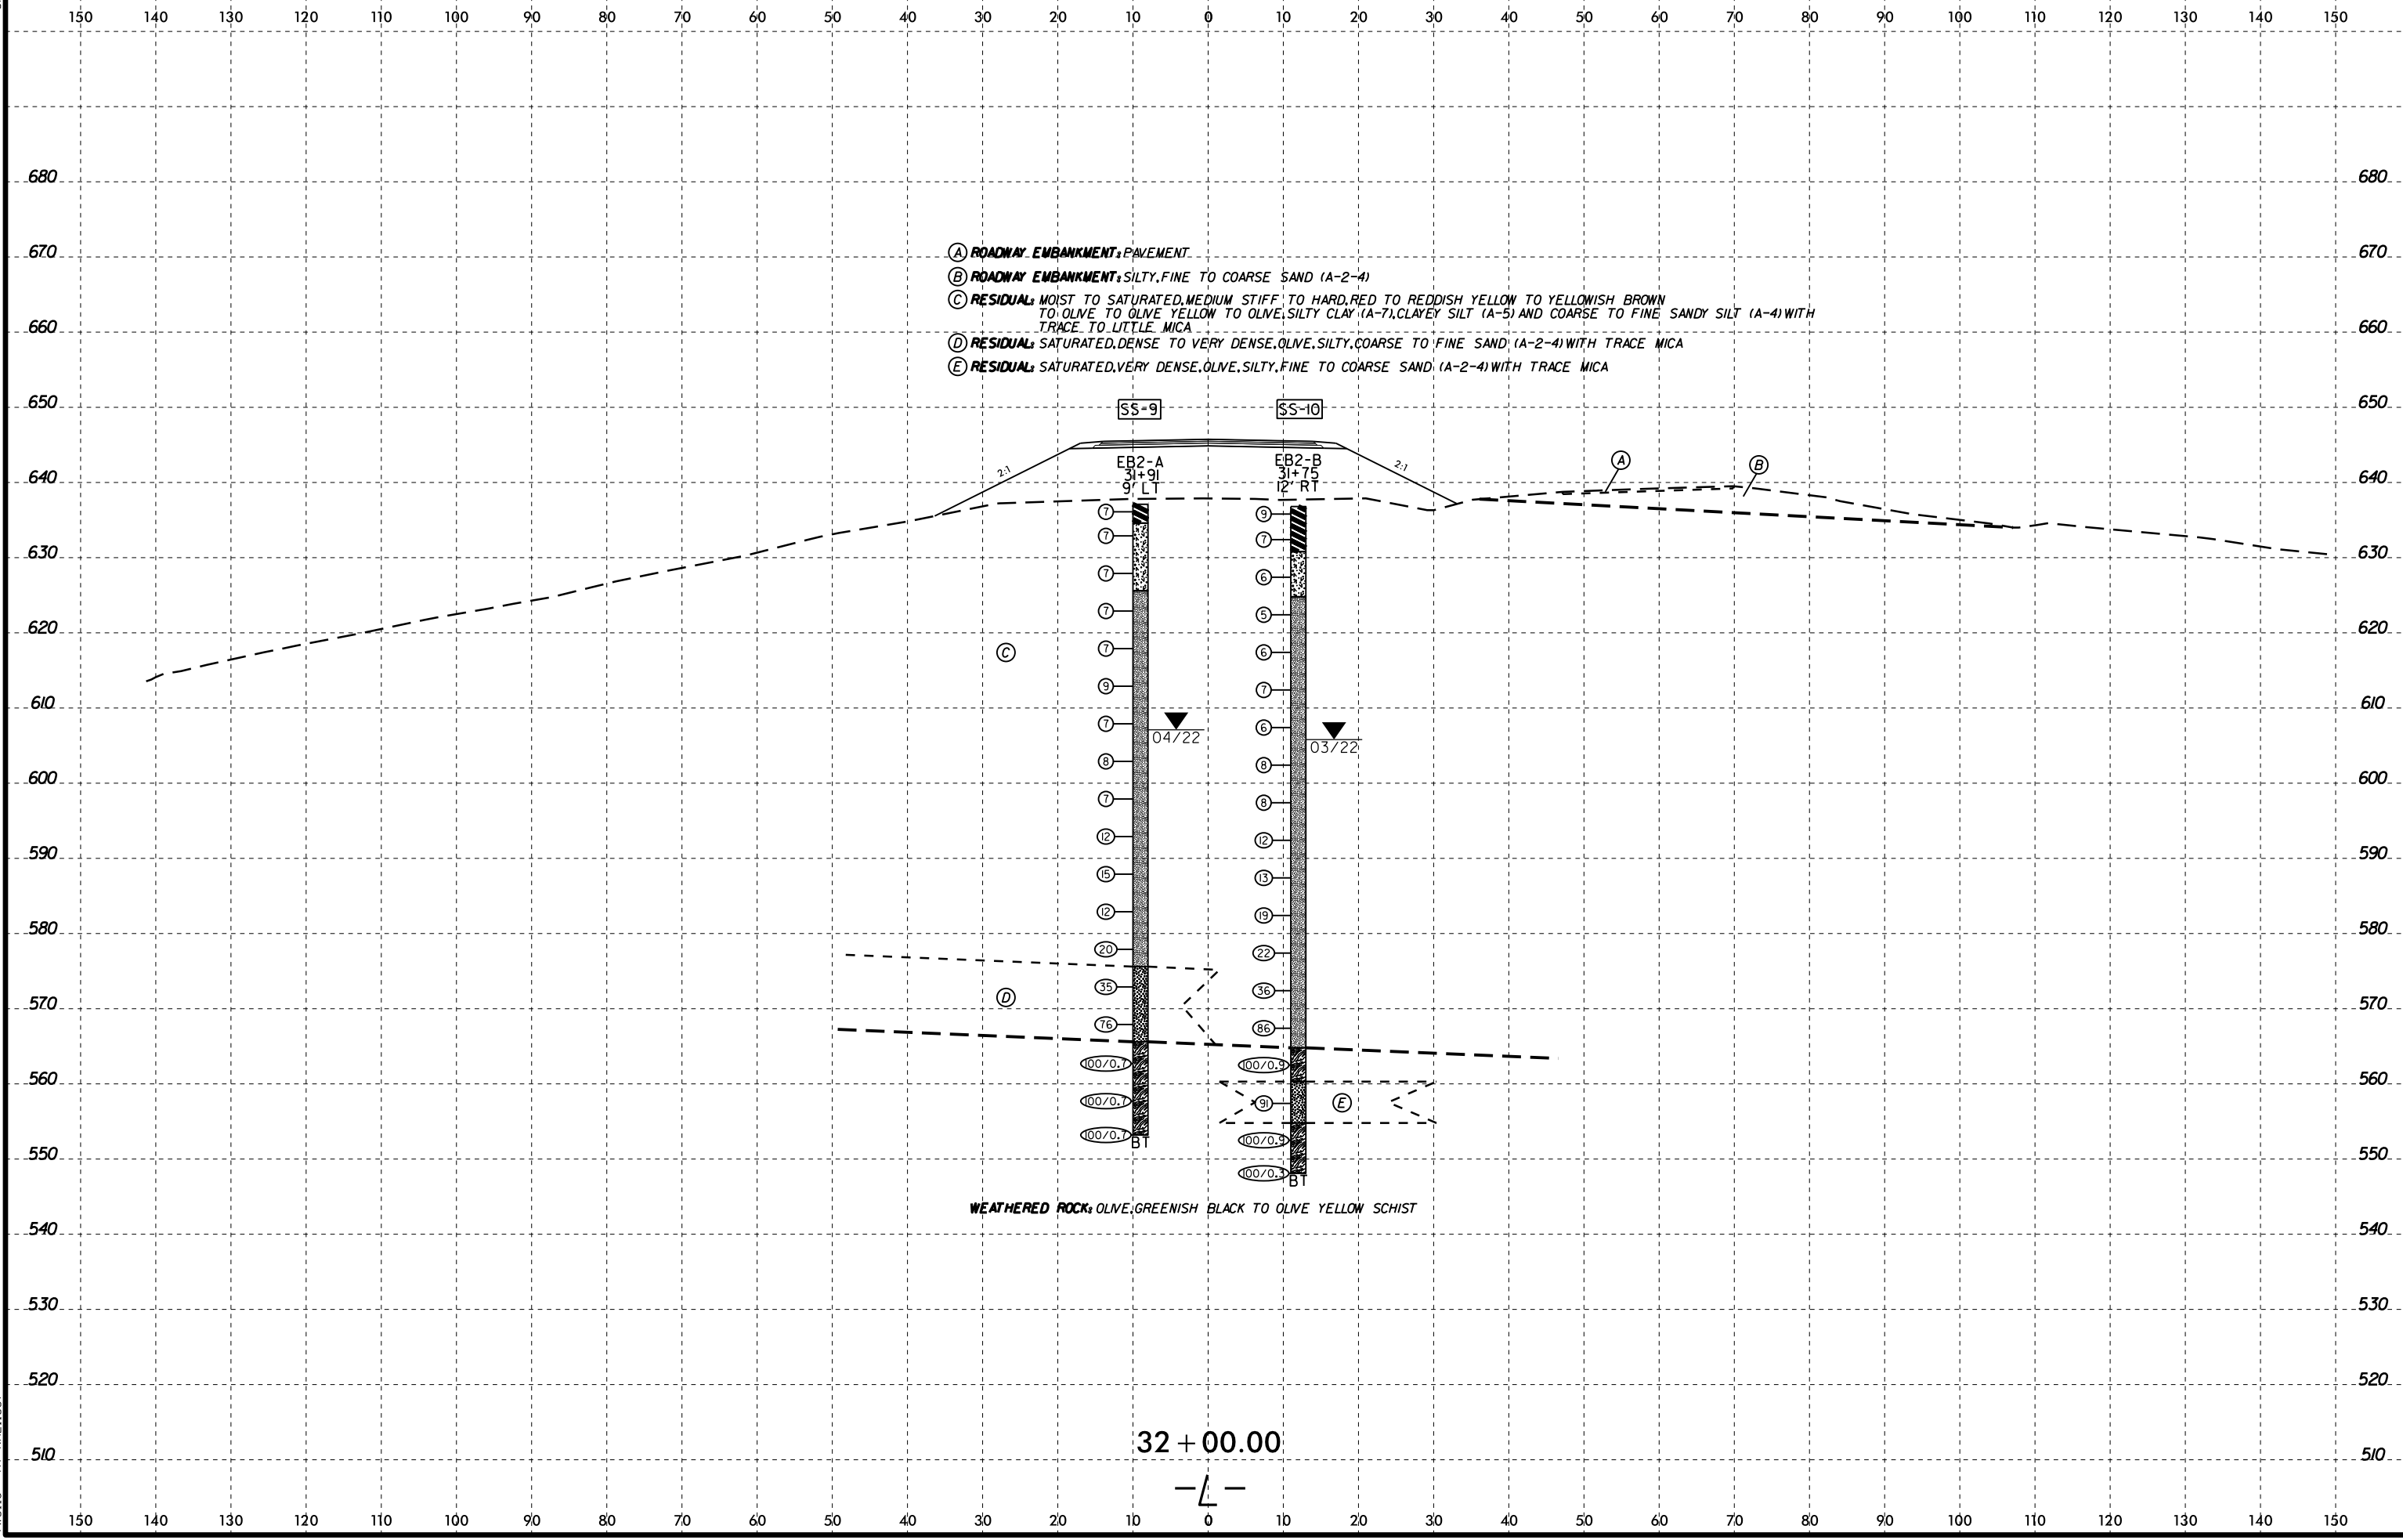 150 140 130 120 110 100 90 80 70 60 50 40 30 20 10 0 10 20 30 40 50 60 70 80 90 100 110 120 130 140 150
680 680
670 670
Ⓐ ROADWAY EMBANKMENT: PAVEMENT
Ⓑ ROADWAY EMBANKMENT: SILTY, FINE TO COARSE SAND (A-2-4)
Ⓒ RESIDUAL: MOIST TO SATURATED, MEDIUM STIFF TO HARD, RED TO REDDISH YELLOW TO YELLOWISH BROWN
TO OLIVE TO OLIVE YELLOW TO OLIVE, SILTY CLAY (A-7), CLAYEY SILT (A-5) AND COARSE TO FINE SANDY SILT (A-4) WITH
TRACE TO LITTLE MICA
660 660
Ⓓ RESIDUAL: SATURATED, DENSE TO VERY DENSE, OLIVE, SILTY, COARSE TO FINE SAND (A-2-4) WITH TRACE MICA
Ⓔ RESIDUAL: SATURATED, VERY DENSE, OLIVE, SILTY, FINE TO COARSE SAND (A-2-4) WITH TRACE MICA
650 650
SS-9 SS-10
EB2-A
31+91
9' LT
EB2-B
31+75
12' RT
2:1 2:1
A B
640 640
7 9
7 7
630 630
7 6
7 5
620 620
C
7 6
9 7
610 610
7 6
04/22 03/22
8 8
600 600
7 8
12 12
590 590
15 13
12 19
580 580
20 22
35 36
D
570 570
76 86
100/0.7 100/0.9
560 560
100/0.7 91 E
100/0.7 100/0.9
BT
550 550
100/0.3
BT
WEATHERED ROCK: OLIVE, GREENISH BLACK TO OLIVE YELLOW SCHIST
540 540
530 530
520 520
510 510
32+00.00
-L-
150 140 130 120 110 100 90 80 70 60 50 40 30 20 10 0 10 20 30 40 50 60 70 80 90 100 110 120 130 140 150